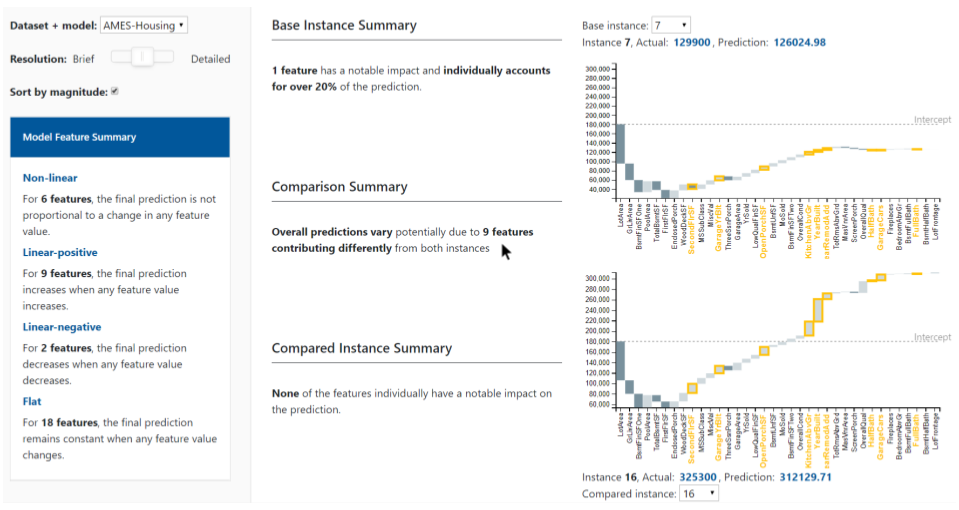 Dataset + model: AMES-Housing
Resolution: Brief Detailed
Sort by magnitude:
Model Feature Summary
Non-linear
For 6 features, the final prediction is not
proportional to a change in any feature
value.
Linear-positive
For 9 features, the final prediction
increases when any feature value
increases.
Linear-negative
For 2 features, the final prediction
decreases when any feature value
decreases.
Flat
For 18 features, the final prediction
remains constant when any feature value
changes.
Base Instance Summary
1 feature has a notable impact and individually accounts
for over 20% of the prediction.
Comparison Summary
Overall predictions vary potentially due to 9 features
contributing differently from both instances
Compared Instance Summary
None of the features individually have a notable impact on
the prediction.
Base instance: 7
Instance 7, Actual: 129900 , Prediction: 126024.98
300,000
280,000
260,000
240,000
220,000
200,000
180,000
160,000
140,000
120,000
100,000
80,000
60,000
40,000
Intercept
LotArea
GrLivArea
BsmtFinSFOne
PoolArea
TotalBsmtSF
FirstFlrSF
EnclosedPorch
WoodDeckSF
SecondFlrSF
MSSubClass
MiscVal
GarageYrBlt
ThreeSsnPorch
GarageArea
YrSold
LowQualFinSF
OpenPorchSF
BsmtUnfSF
MoSold
BsmtFinSFTwo
OverallCond
KitchenAbvGr
YearBuilt
earRemodAdd
TotRmsAbvGrd
MasVnrArea
ScreenPorch
OverallQual
HalfBath
GarageCars
Fireplaces
BedroomAbvGr
BsmtFullBath
FullBath
BsmtHalfBath
LotFrontage
300,000
280,000
260,000
240,000
220,000
200,000
180,000
160,000
140,000
120,000
100,000
80,000
60,000
Intercept
LotArea
GrLivArea
BsmtFinSFOne
PoolArea
TotalBsmtSF
FirstFlrSF
EnclosedPorch
WoodDeckSF
SecondFlrSF
MSSubClass
MiscVal
GarageYrBlt
ThreeSsnPorch
GarageArea
YrSold
LowQualFinSF
OpenPorchSF
BsmtUnfSF
MoSold
BsmtFinSFTwo
OverallCond
KitchenAbvGr
YearBuilt
earRemodAdd
TotRmsAbvGrd
MasVnrArea
ScreenPorch
OverallQual
HalfBath
GarageCars
Fireplaces
BedroomAbvGr
BsmtFullBath
FullBath
BsmtHalfBath
LotFrontage
Instance 16, Actual: 325300 , Prediction: 312129.71
Compared instance: 16